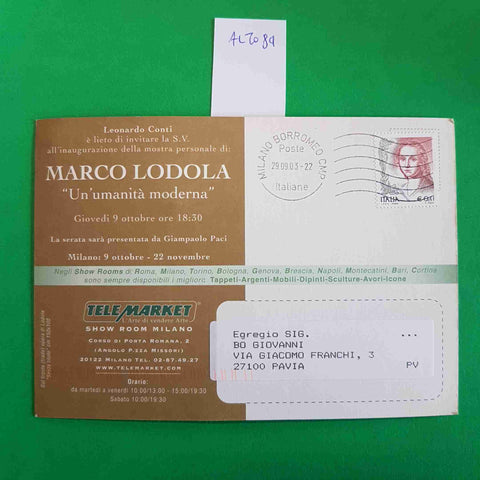 ALTO 89
Leonardo Conti
è lieto di invitare la S.V.
all'inaugurazione della mostra personale di:
MARCO LODOLA
"Un'umanità moderna"
Giovedì 9 ottobre ore 18:30
La serata sarà presentata da Giampaolo Paci
Milano: 9 ottobre - 22 novembre
MILANO BORROMEO CMP
Poste
29.09.03-22
Italiane
ITALIA
Negli Show Rooms di Roma, Milano, Torino, Bologna, Genova, Brescia, Napoli, Montecatini, Bari, Cortina
sono sempre disponibili i migliori: Tappeti-Argenti-Mobili-Dipinti-Sculture-Avori-Icone
TELEMARKET
L'Arte di vendere Arte
SHOW ROOM MILANO
CORSO DI PORTA ROMANA, 2
(ANGOLO P.ZZA MISSORI)
20122 MILANO TEL. 02-87.49.27
WWW.TELEMARKET.COM
Orario:
da martedì a venerdì 10:00/13:00 - 15:00/19:30
Sabato 10:00/19:30
Egregio SIG. ...
BO GIOVANNI
VIA GIACOMO FRANCHI, 3
27100 PAVIA PV